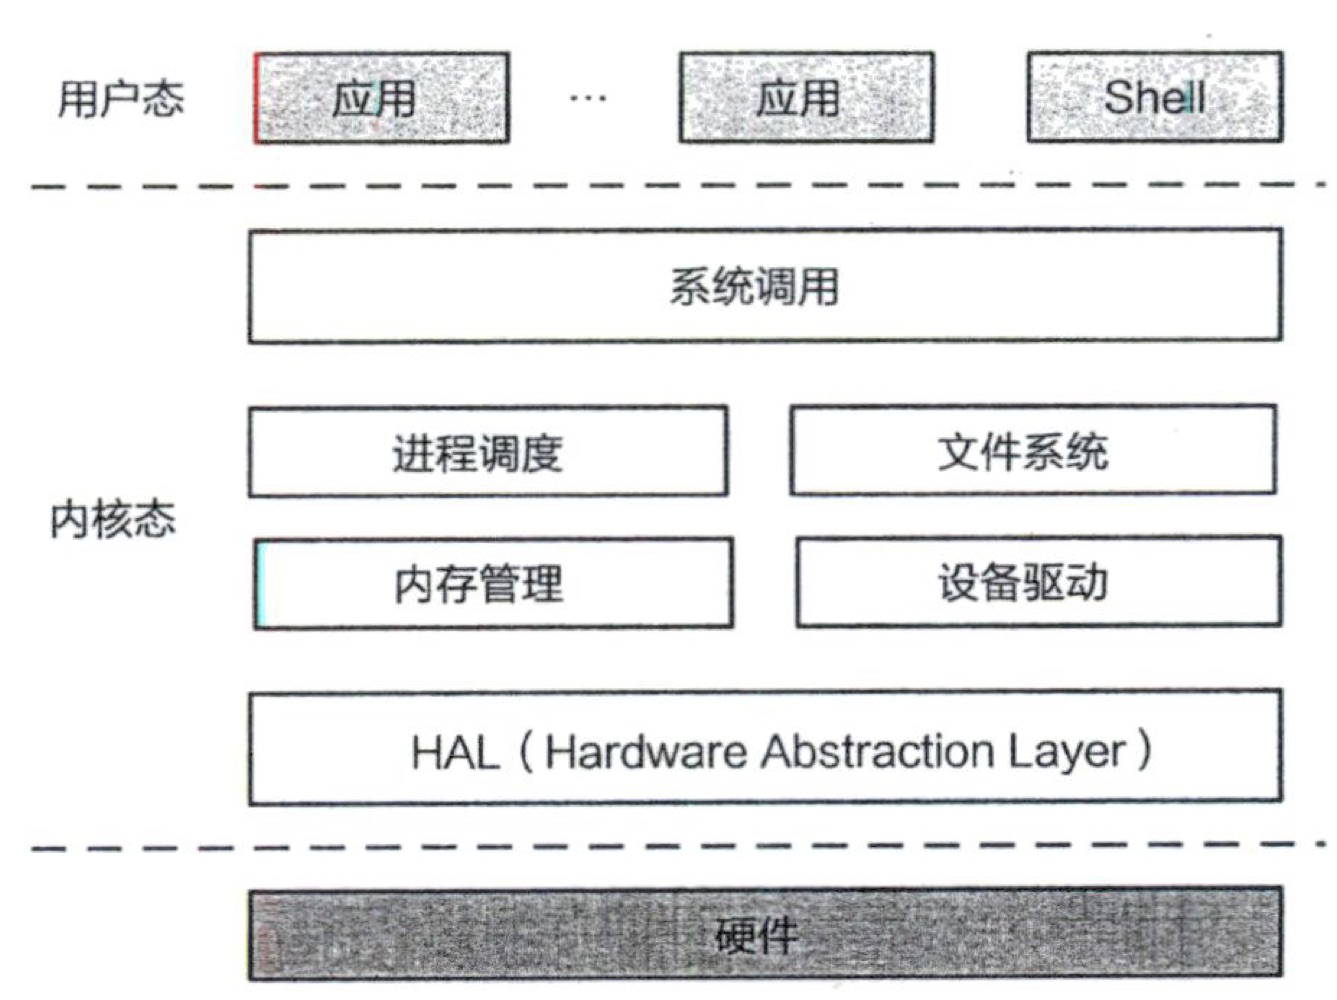 用户态 应用 … 应用 Shell
系统调用
进程调度 文件系统
内核态
内存管理 设备驱动
HAL（Hardware Abstraction Layer）
硬件